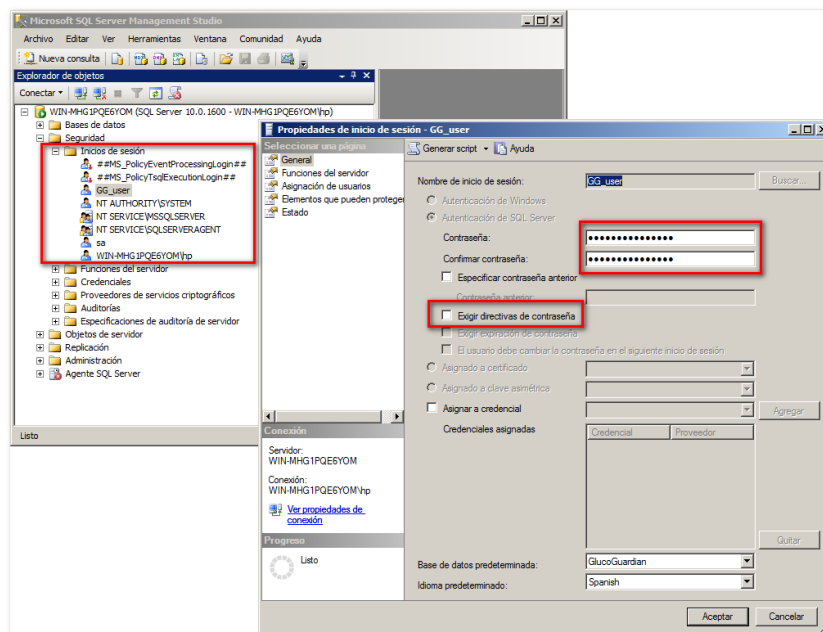 Microsoft SQL Server Management Studio
Archivo Editar Ver Herramientas Ventana Comunidad Ayuda
Nueva consulta
Explorador de objetos
Conectar
WIN-MHG1PQE6YOM (SQL Server 10.0.1600 - WIN-MHG1PQE6YOM\hp)
Bases de datos
Seguridad
Inicios de sesión
##MS_PolicyEventProcessingLogin##
##MS_PolicyTsqlExecutionLogin##
GG_user
NT AUTHORITY\SYSTEM
NT SERVICE\MSSQLSERVER
NT SERVICE\SQLSERVERAGENT
sa
WIN-MHG1PQE6YOM\hp
Funciones del servidor
Credenciales
Proveedores de servicios criptográficos
Auditorías
Especificaciones de auditoría de servidor
Objetos de servidor
Replicación
Administración
Agente SQL Server
Listo
Propiedades de inicio de sesión - GG_user
Seleccionar una página
General
Funciones del servidor
Asignación de usuarios
Elementos que pueden proteger
Estado
Conexión
Servidor:
WIN-MHG1PQE6YOM
Conexión:
WIN-MHG1PQE6YOM\hp
Ver propiedades de
conexión
Progreso
Listo
Generar script Ayuda
Nombre de inicio de sesión: GG_user Buscar...
Autenticación de Windows
Autenticación de SQL Server
Contraseña: •••••••••••••••
Confirmar contraseña: •••••••••••••••
Especificar contraseña anterior
Contraseña anterior:
Exigir directivas de contraseña
Exigir expiración de contraseña
El usuario debe cambiar la contraseña en el siguiente inicio de sesión
Asignado a certificado
Asignado a clave asimétrica
Asignar a credencial Agregar
Credenciales asignadas Credencial Proveedor
Quitar
Base de datos predeterminada: GlucoGuardian
Idioma predeterminado: Spanish
Aceptar Cancelar